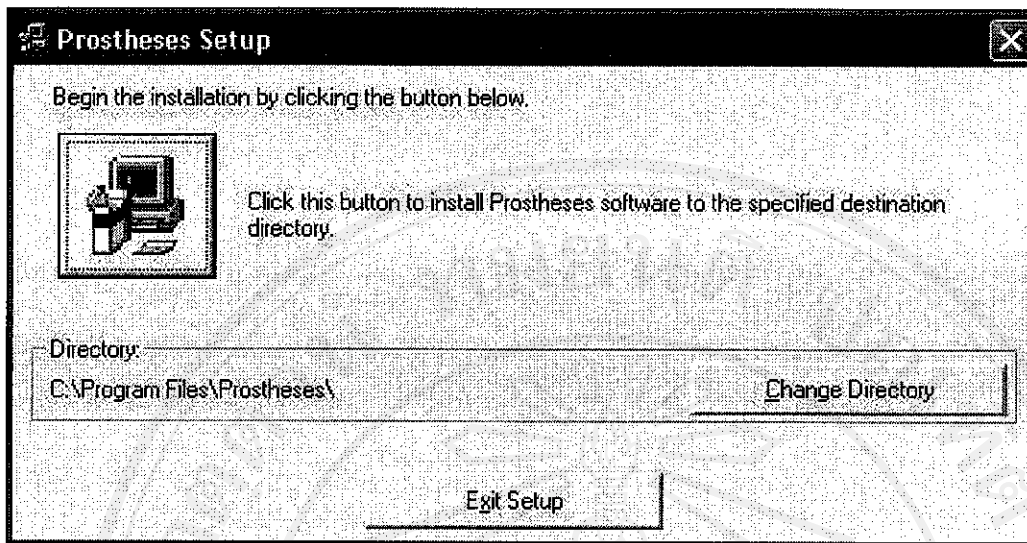 Prostheses Setup
Begin the installation by clicking the button below.
Click this button to install Prostheses software to the specified destination
directory.
Directory:
C:\Program Files\Prostheses\
Change Directory
Exit Setup